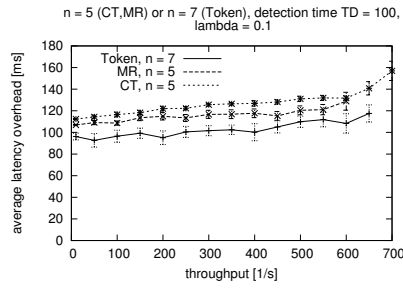 n = 5 (CT,MR) or n = 7 (Token), detection time TD = 100,
lambda = 0.1
180
160
140
120
100
80
60
40
20
0
average latency overhead [ms]
Token, n = 7
MR, n = 5
CT, n = 5
0 100 200 300 400 500 600 700
throughput [1/s]